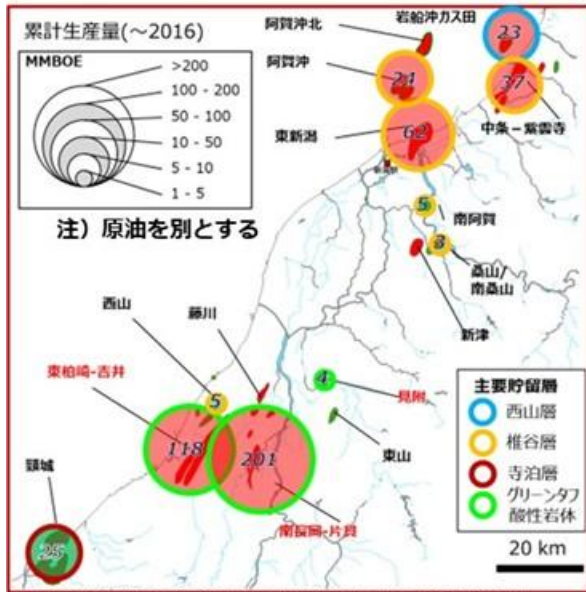 累計生産量(～2016)
MMBOE
>200
100 - 200
50 - 100
10 - 50
5 - 10
1 - 5
注）原油を別とする
阿賀沖北
岩船沖ガス田
23
阿賀沖
24
37
東新潟
62
中条－紫雲寺
5
南阿賀
3
桑山/
南桑山
新津
西山
藤川
東柏崎-吉井
5
4
見附
118
201
東山
頸城
南長岡-片貝
25
主要貯留層
西山層
椎谷層
寺泊層
グリーンタフ
酸性岩体
20 km